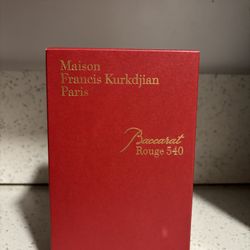 Maison
Francis Kurkdjian
Paris
Baccarat
Rouge 540